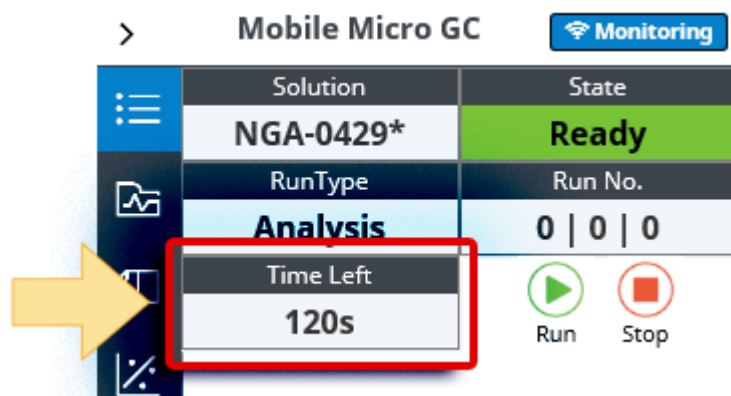 Mobile Micro GC Monitoring
Solution State
NGA-0429* Ready
RunType Run No.
Analysis 0 | 0 | 0
Time Left
120s
Run Stop